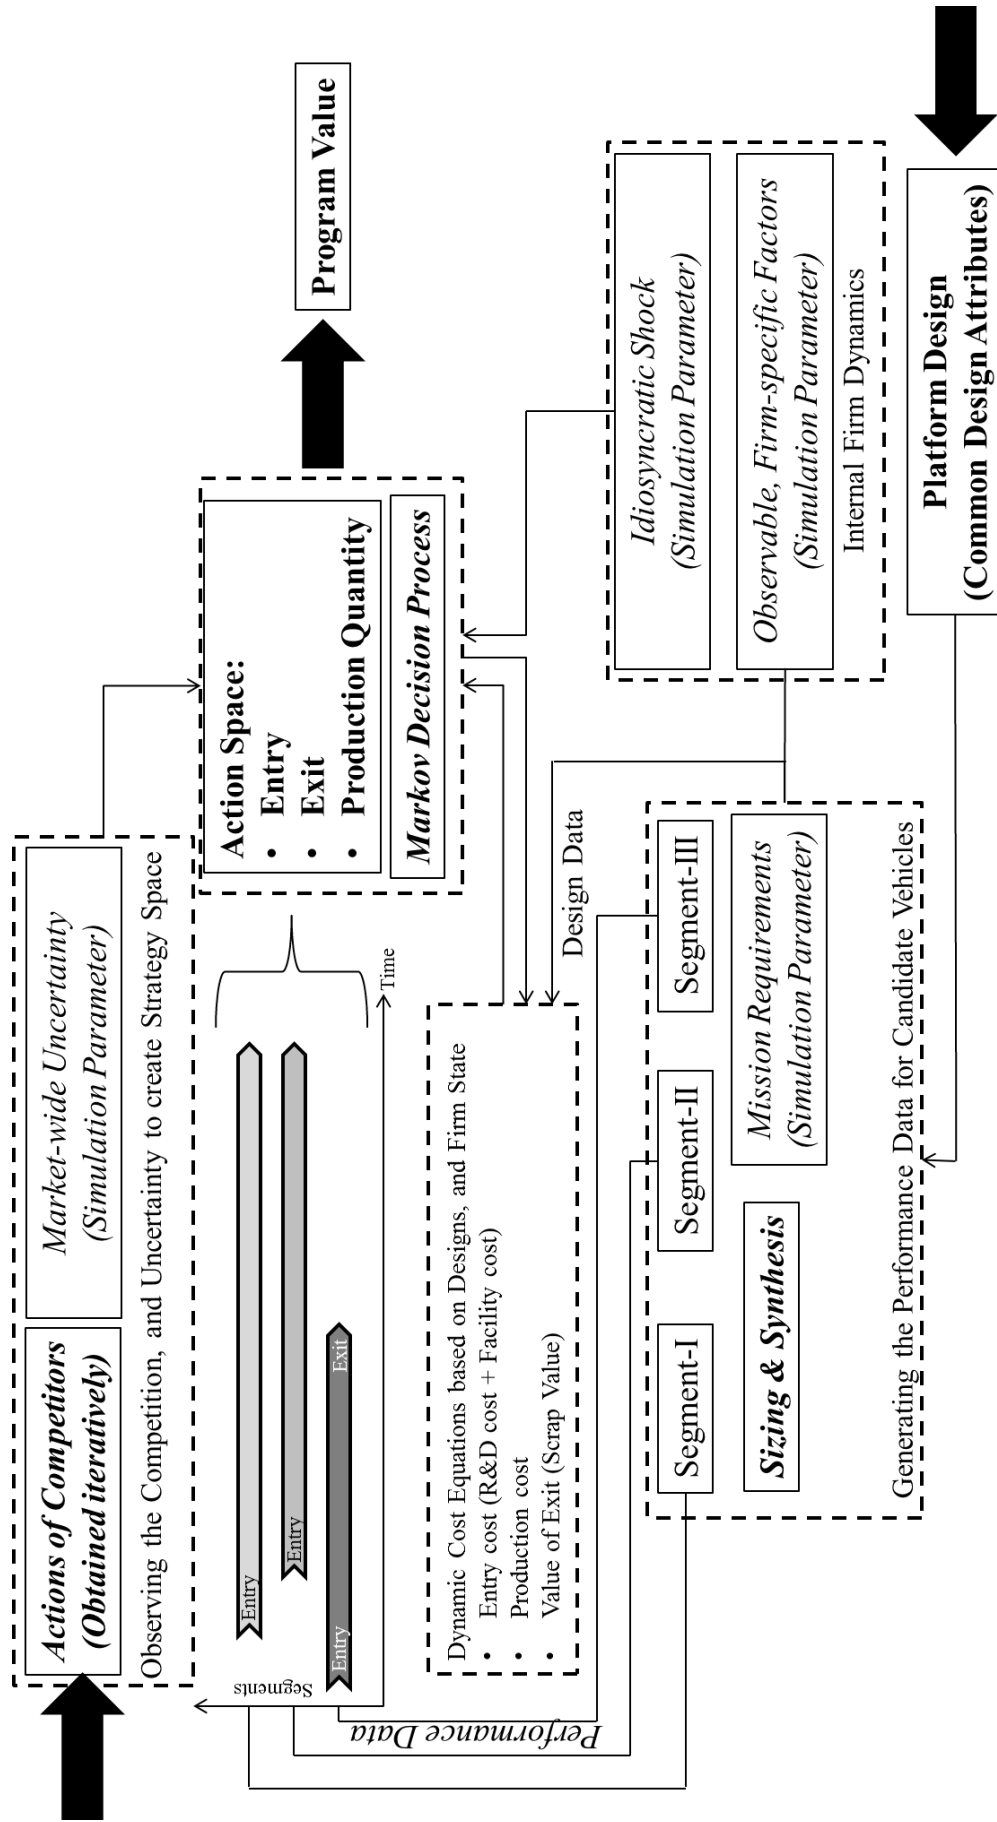 Actions of Competitors
(Obtained iteratively)
Market-wide Uncertainty
(Simulation Parameter)
Observing the Competition, and Uncertainty to create Strategy Space
Segments
Entry
Entry
Entry
Exit
Time
Action Space:
• Entry
• Exit
• Production Quantity
Markov Decision Process
Program Value
Performance Data
Dynamic Cost Equations based on Designs, and Firm State
• Entry cost (R&D cost + Facility cost)
• Production cost
• Value of Exit (Scrap Value)
Design Data
Idiosyncratic Shock
(Simulation Parameter)
Observable, Firm-specific Factors
(Simulation Parameter)
Internal Firm Dynamics
Segment-I
Segment-II
Segment-III
Sizing & Synthesis
Mission Requirements
(Simulation Parameter)
Generating the Performance Data for Candidate Vehicles
Platform Design
(Common Design Attributes)